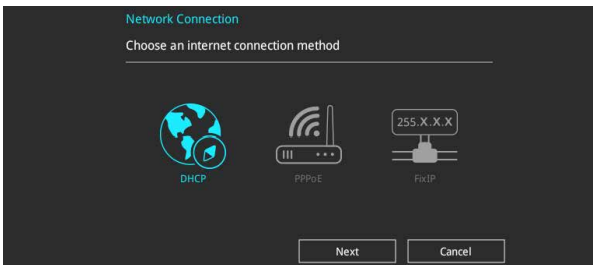 Network Connection
Choose an internet connection method
255.X.X.X
DHCP
PPPoE
FixIP
Next
Cancel